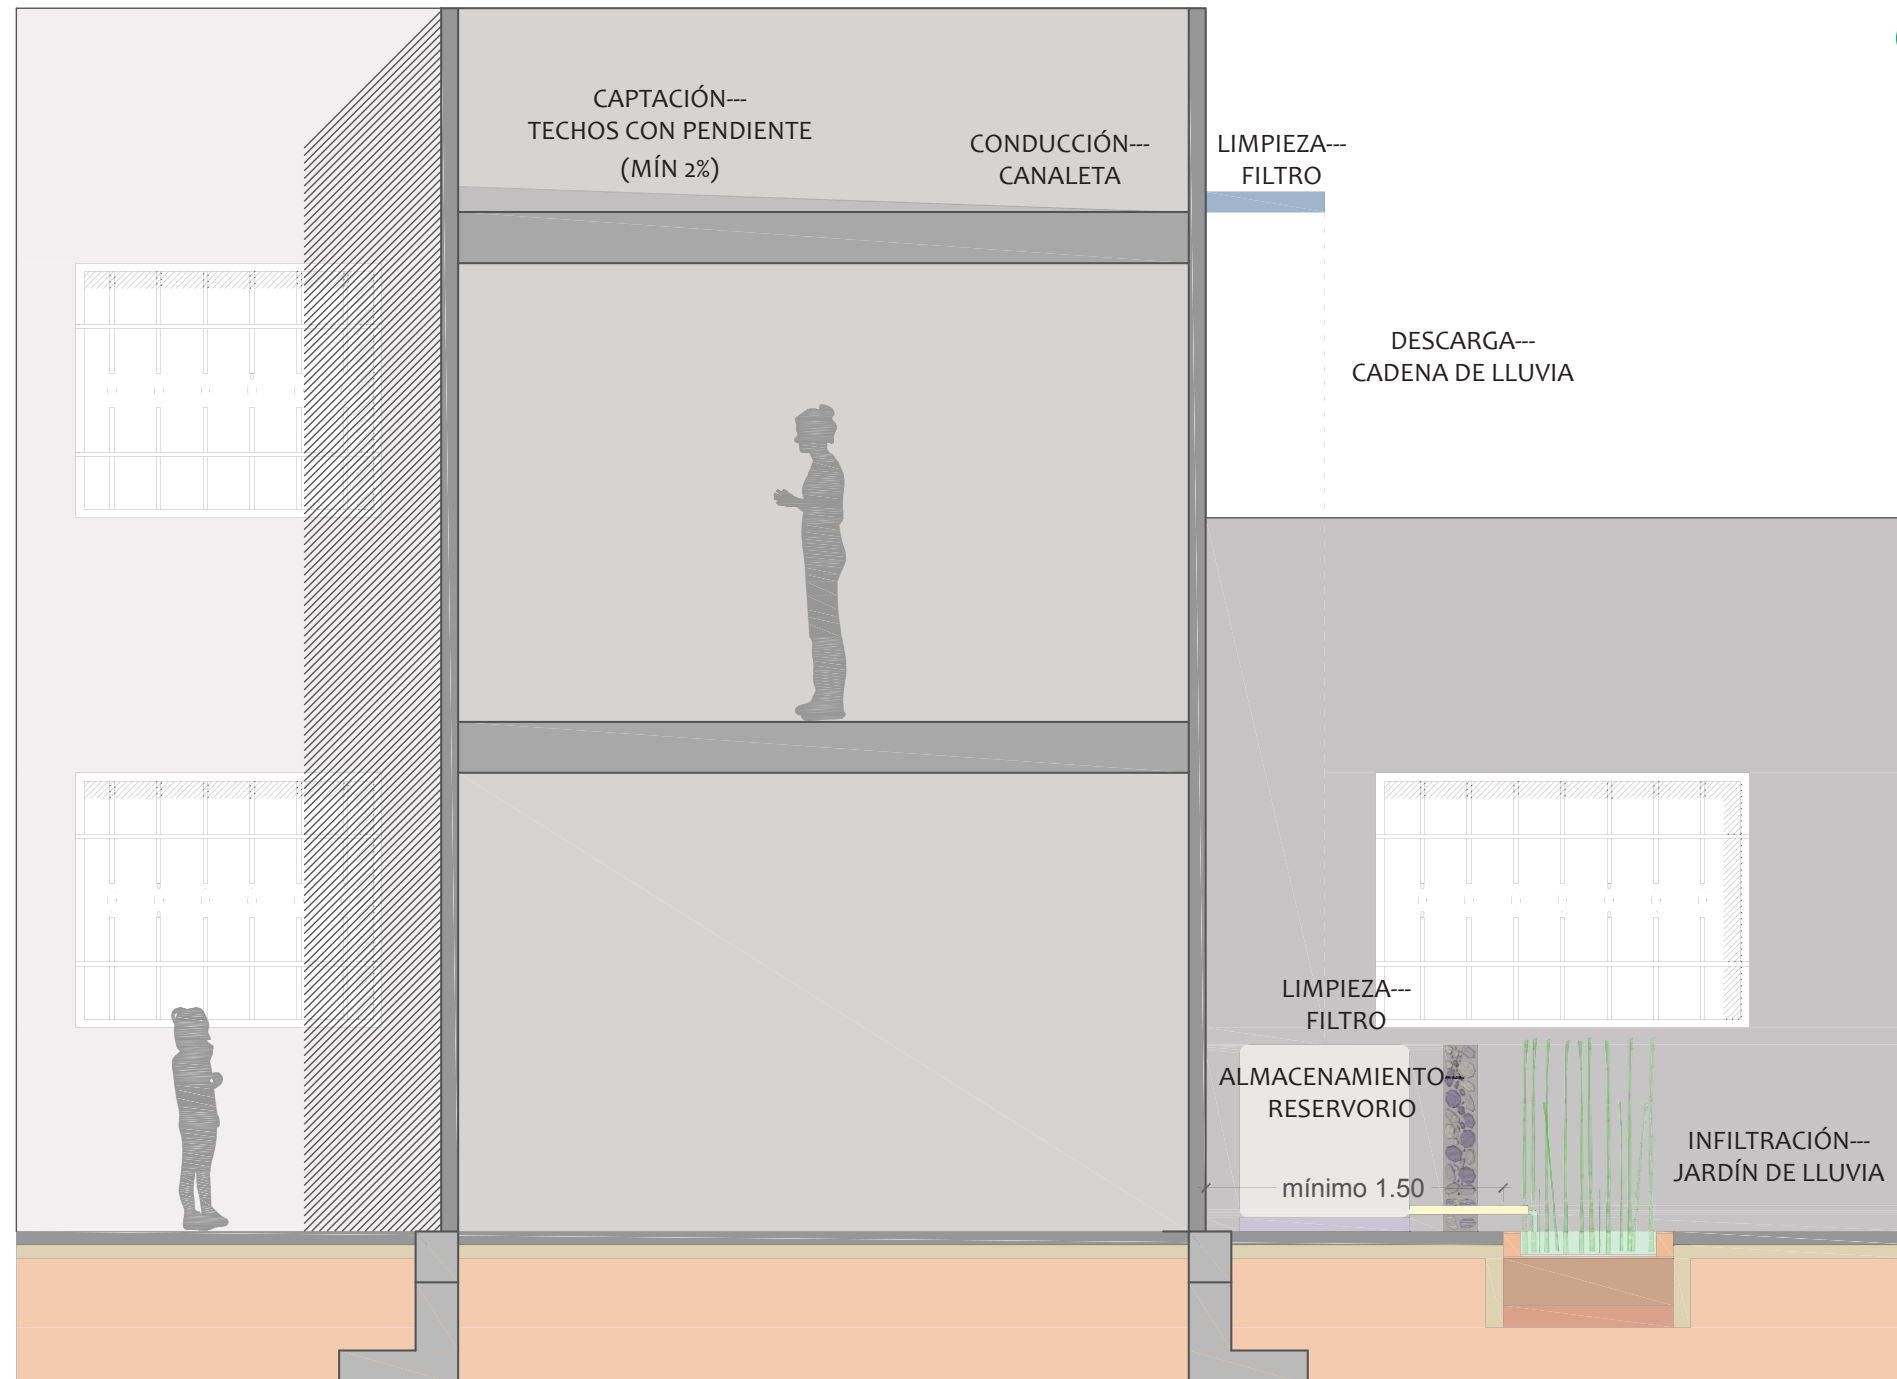 CAPTACIÓN---
TECHOS CON PENDIENTE
(MÍN 2%)
CONDUCCIÓN---
CANALETA
LIMPIEZA---
FILTRO
DESCARGA---
CADENA DE LLUVIA
LIMPIEZA---
FILTRO
ALMACENAMIENTO---
RESERVORIO
INFILTRACIÓN---
JARDÍN DE LLUVIA
mínimo 1.50